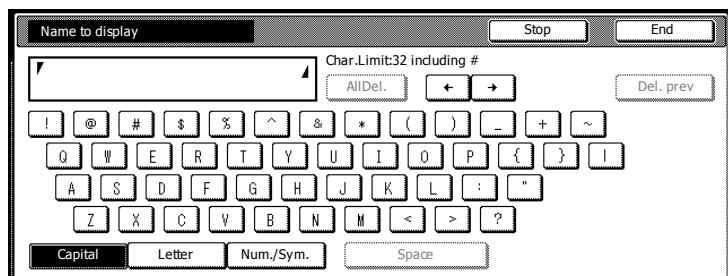 Name to display Stop End
Char.Limit:32 including #
AllDel. ← → Del. prev
! @ # $ % ^ & * ( ) _ + ~
Q W E R T Y U I O P { } |
A S D F G H J K L : "
Z X C V B N M < > ?
Capital Letter Num./Sym. Space